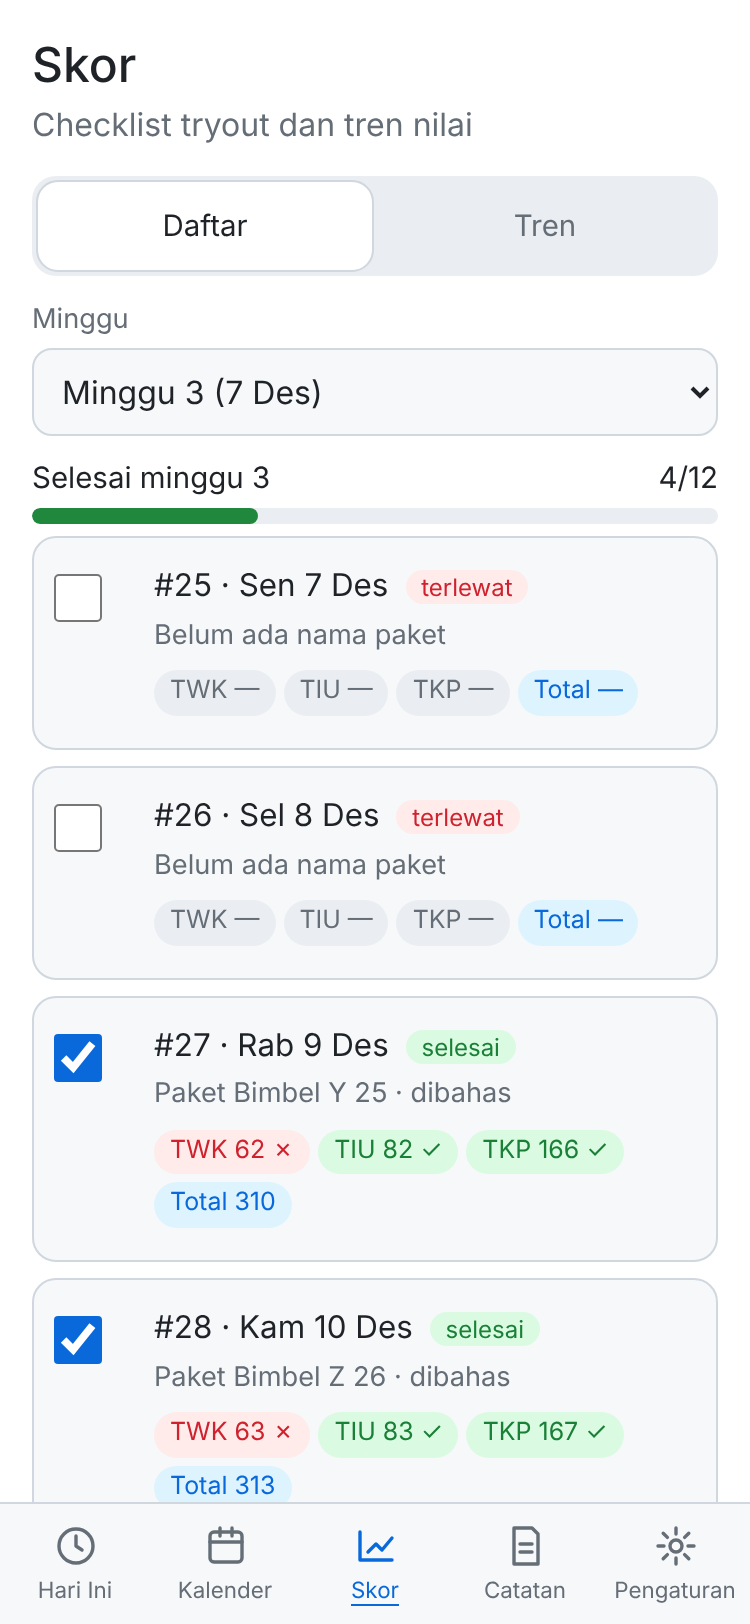 Skor
Checklist tryout dan tren nilai
Daftar Tren
Minggu
Minggu 3 (7 Des)
Selesai minggu 3 4/12
#25 · Sen 7 Des terlewat
Belum ada nama paket
TWK — TIU — TKP — Total —
#26 · Sel 8 Des terlewat
Belum ada nama paket
TWK — TIU — TKP — Total —
#27 · Rab 9 Des selesai
Paket Bimbel Y 25 · dibahas
TWK 62 × TIU 82 ✓ TKP 166 ✓
Total 310
#28 · Kam 10 Des selesai
Paket Bimbel Z 26 · dibahas
TWK 63 × TIU 83 ✓ TKP 167 ✓
Total 313
Hari Ini Kalender Skor Catatan Pengaturan